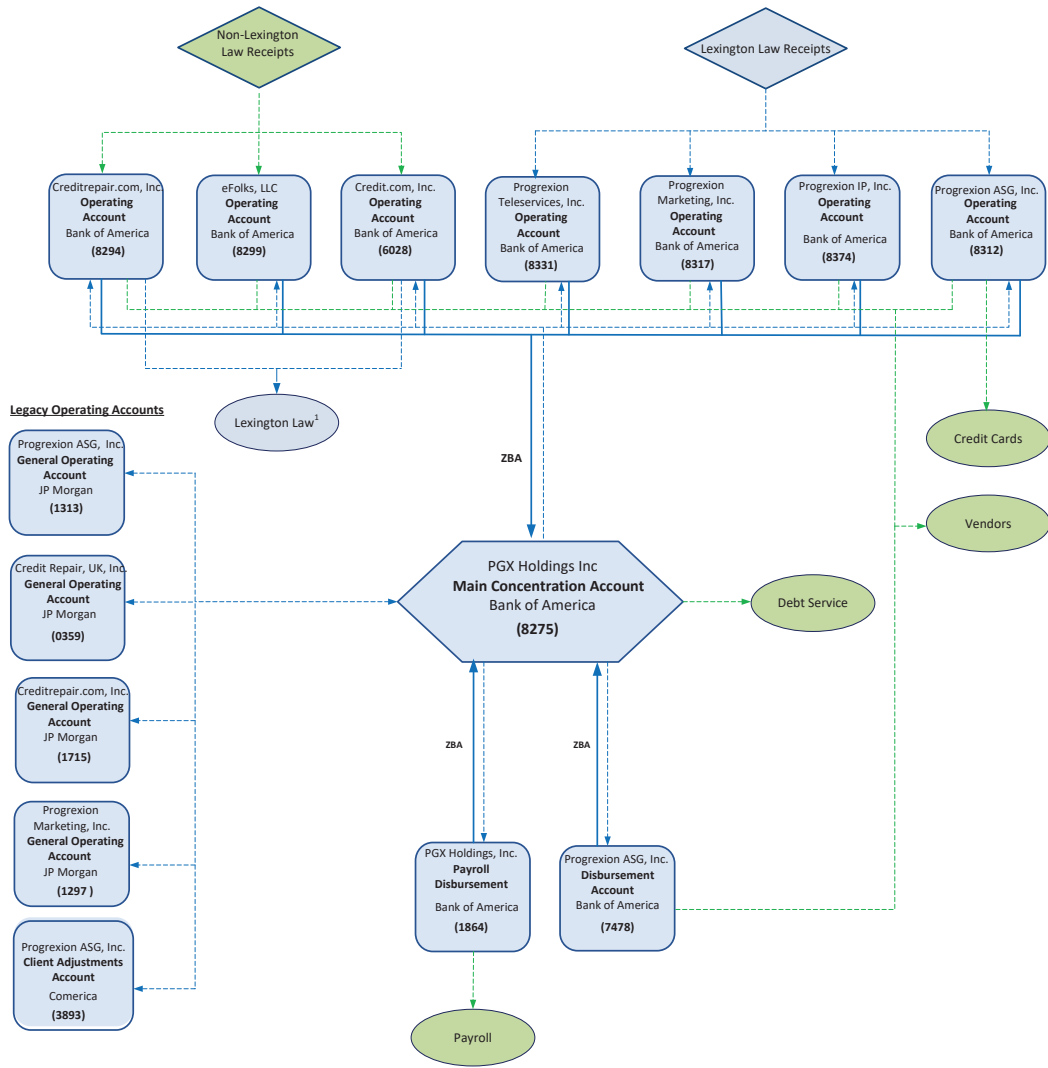 Non-Lexington
Law Receipts
Lexington Law Receipts
Creditrepair.com, Inc.
Operating
Account
Bank of America
(8294)
eFolks, LLC
Operating
Account
Bank of America
(8299)
Credit.com, Inc.
Operating
Account
Bank of America
(6028)
Progrexion
Teleservices, Inc.
Operating
Account
Bank of America
(8331)
Progrexion
Marketing, Inc.
Operating
Account
Bank of America
(8317)
Progrexion IP, Inc.
Operating
Account
Bank of America
(8374)
Progrexion ASG, Inc.
Operating
Account
Bank of America
(8312)
Lexington Law1
Credit Cards
Vendors
Debt Service
Legacy Operating Accounts
Progrexion ASG, Inc.
General Operating
Account
JP Morgan
(1313)
Credit Repair, UK, Inc.
General Operating
Account
JP Morgan
(0359)
Creditrepair.com, Inc.
General Operating
Account
JP Morgan
(1715)
Progrexion
Marketing, Inc.
General Operating
Account
JP Morgan
(1297 )
Progrexion ASG, Inc.
Client Adjustments
Account
Comerica
(3893)
ZBA
PGX Holdings Inc
Main Concentration Account
Bank of America
(8275)
ZBA
ZBA
PGX Holdings, Inc.
Payroll
Disbursement
Bank of America
(1864)
Progrexion ASG, Inc.
Disbursement
Account
Bank of America
(7478)
Payroll